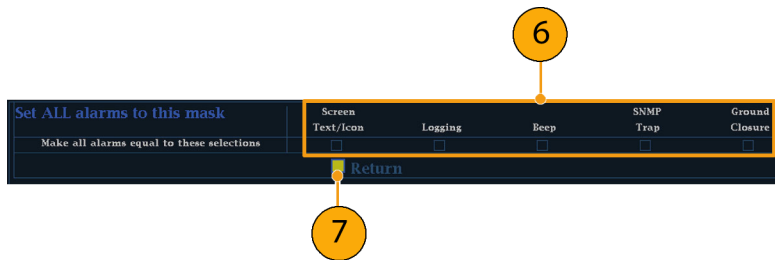 6
Set ALL alarms to this mask
Screen SNMP Ground
Text/Icon Logging Beep Trap Closure
Make all alarms equal to these selections
Return
7